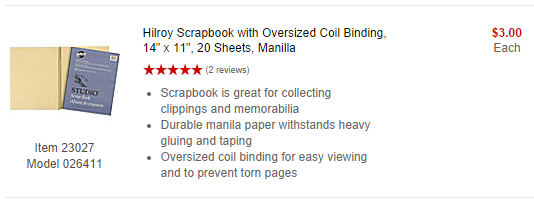 Hilroy Scrapbook with Oversized Coil Binding,
14" x 11", 20 Sheets, Manilla
$3.00
Each
(2 reviews)
• Scrapbook is great for collecting
clippings and memorabilia
• Durable manila paper withstands heavy
gluing and taping
• Oversized coil binding for easy viewing
and to prevent torn pages
STUDIO
Item 23027
Model 026411